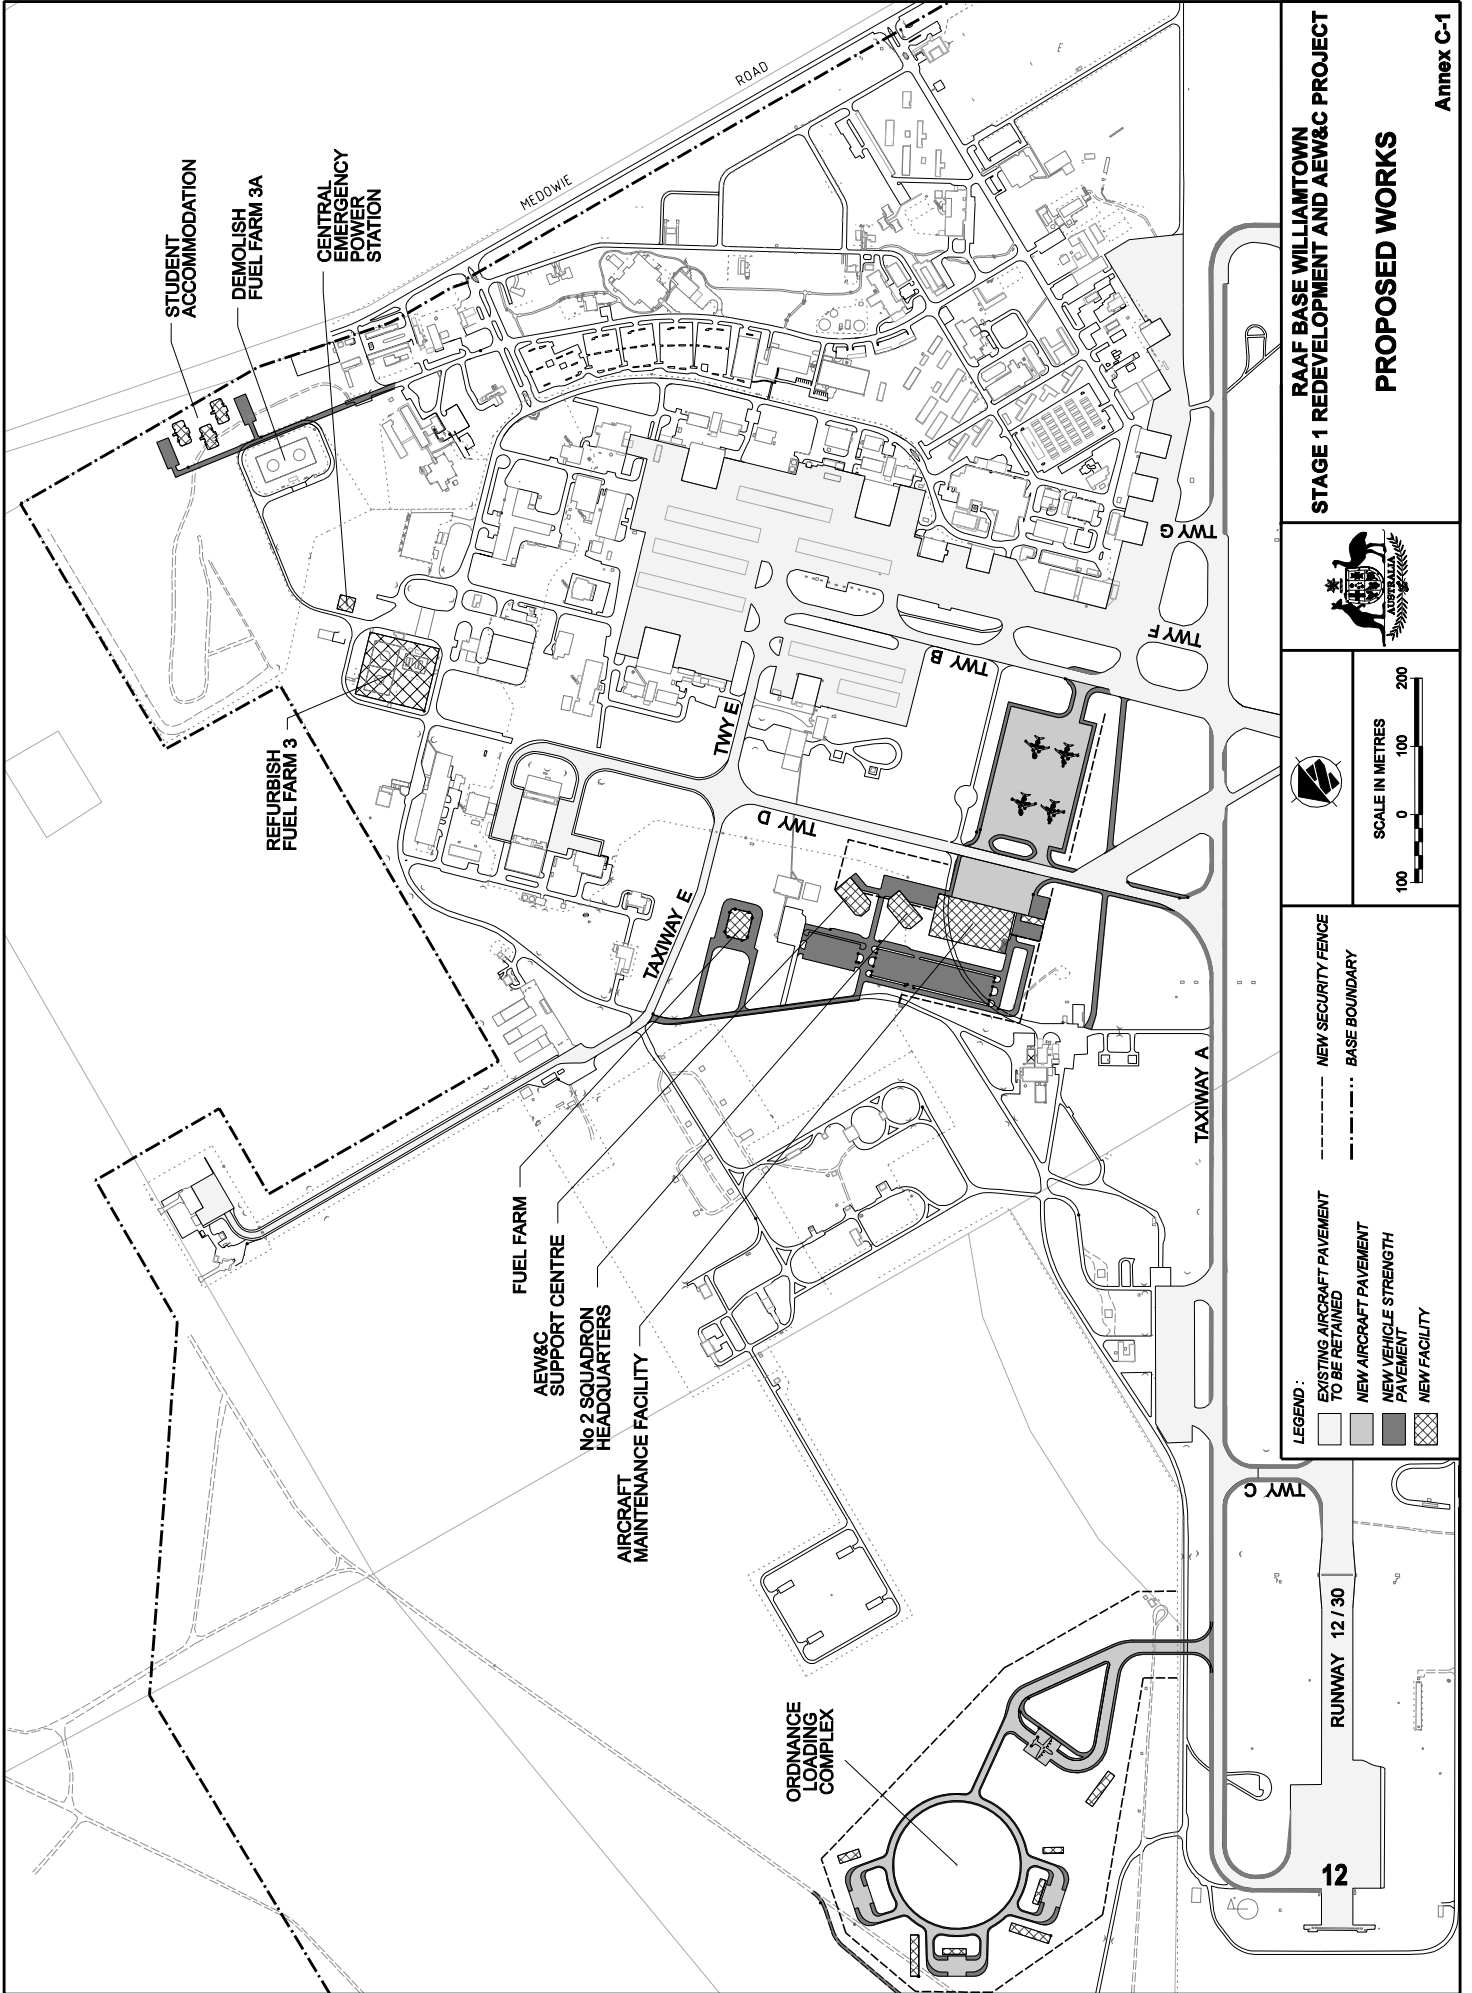 ROAD
MEDOWIE
STUDENT
ACCOMMODATION
DEMOLISH
FUEL FARM 3A
CENTRAL
EMERGENCY
POWER
STATION
REFURBISH
FUEL FARM 3
TWY G
TWY F
TWY B
TWY E
TWY D
TAXIWAY E
FUEL FARM
AEW&C
SUPPORT CENTRE
No 2 SQUADRON
HEADQUARTERS
AIRCRAFT
MAINTENANCE FACILITY
TAXIWAY A
ORDNANCE
LOADING
COMPLEX
TWY C
RUNWAY 12 / 30
12
E
LEGEND :
EXISTING AIRCRAFT PAVEMENT
TO BE RETAINED
NEW AIRCRAFT PAVEMENT
NEW VEHICLE STRENGTH
PAVEMENT
NEW FACILITY
NEW SECURITY FENCE
BASE BOUNDARY
SCALE IN METRES
100 0 100 200
AUSTRALIA
RAAF BASE WILLIAMTOWN
STAGE 1 REDEVELOPMENT AND AEW&C PROJECT
PROPOSED WORKS
Annex C-1